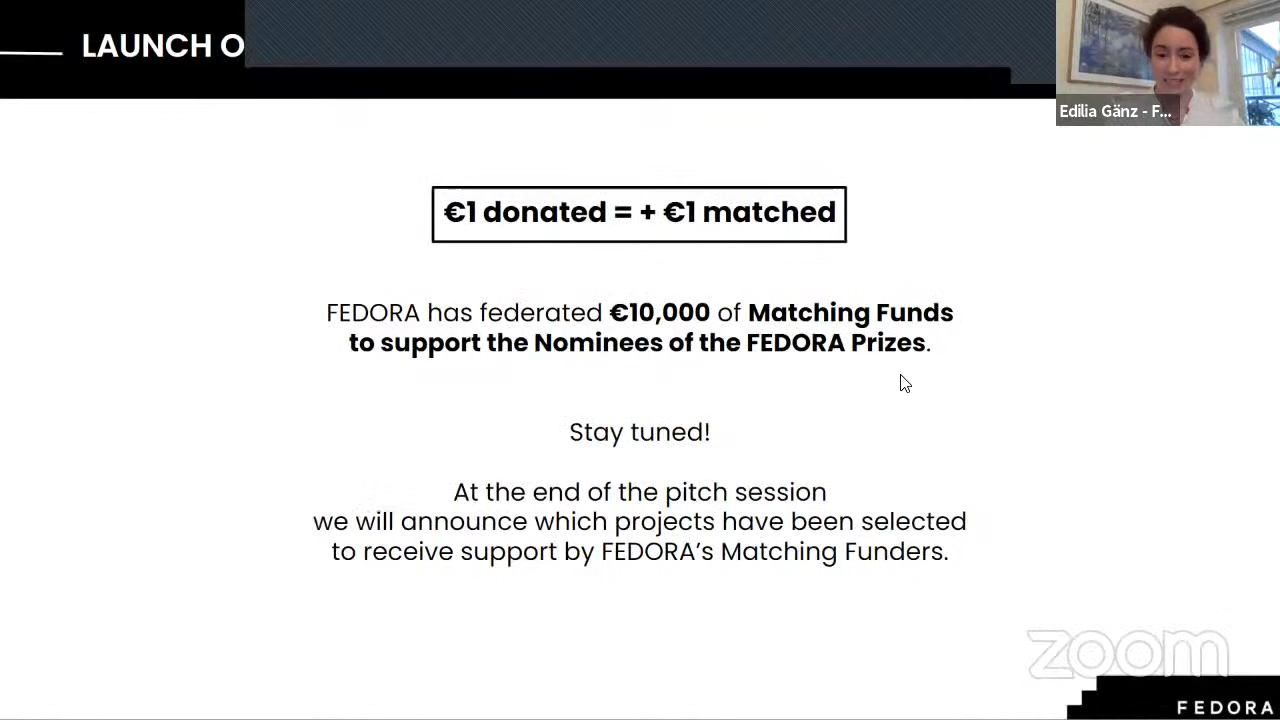 LAUNCH O
Edilia Gänz - F...
€1 donated = + €1 matched
FEDORA has federated €10,000 of Matching Funds
to support the Nominees of the FEDORA Prizes.
Stay tuned!
At the end of the pitch session
we will announce which projects have been selected
to receive support by FEDORA’s Matching Funders.
zoom
FEDORA